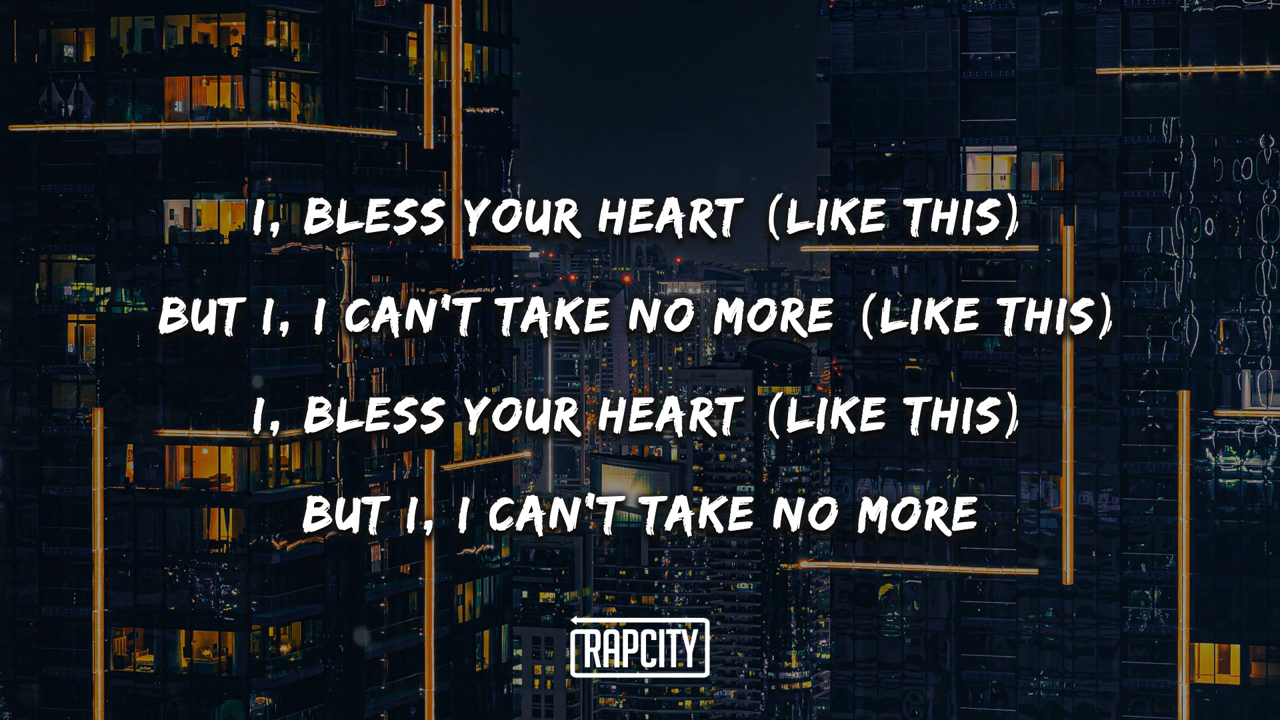 I, BLESS YOUR HEART (LIKE THIS)
BUT I, I CAN'T TAKE NO MORE (LIKE THIS)
I, BLESS YOUR HEART (LIKE THIS)
BUT I, I CAN'T TAKE NO MORE
RAPCITY